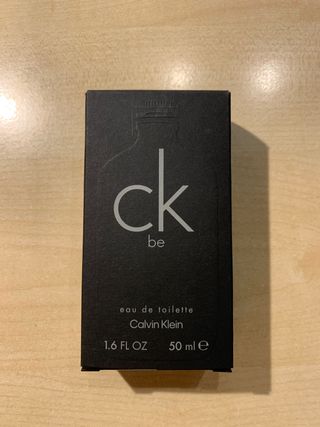 ck
be
eau de toilette
Calvin Klein
1.6 FL OZ 50 ml ℮